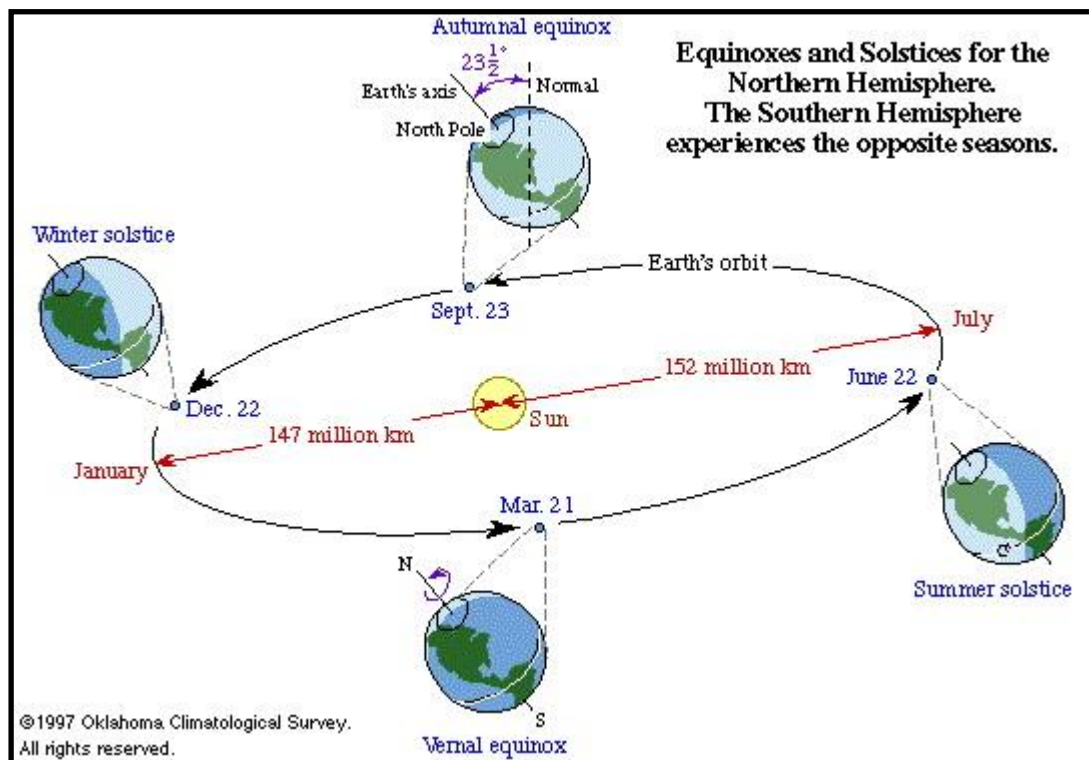 Autumnal equinox
23 1/2°
Earth's axis
Normal
North Pole
Equinoxes and Solstices for the
Northern Hemisphere.
The Southern Hemisphere
experiences the opposite seasons.
Winter solstice
Earth's orbit
Sept. 23
July
152 million km
June 22
Dec. 22
Sun
147 million km
January
Mar. 21
N
S
Summer solstice
Vernal equinox
©1997 Oklahoma Climatological Survey.
All rights reserved.